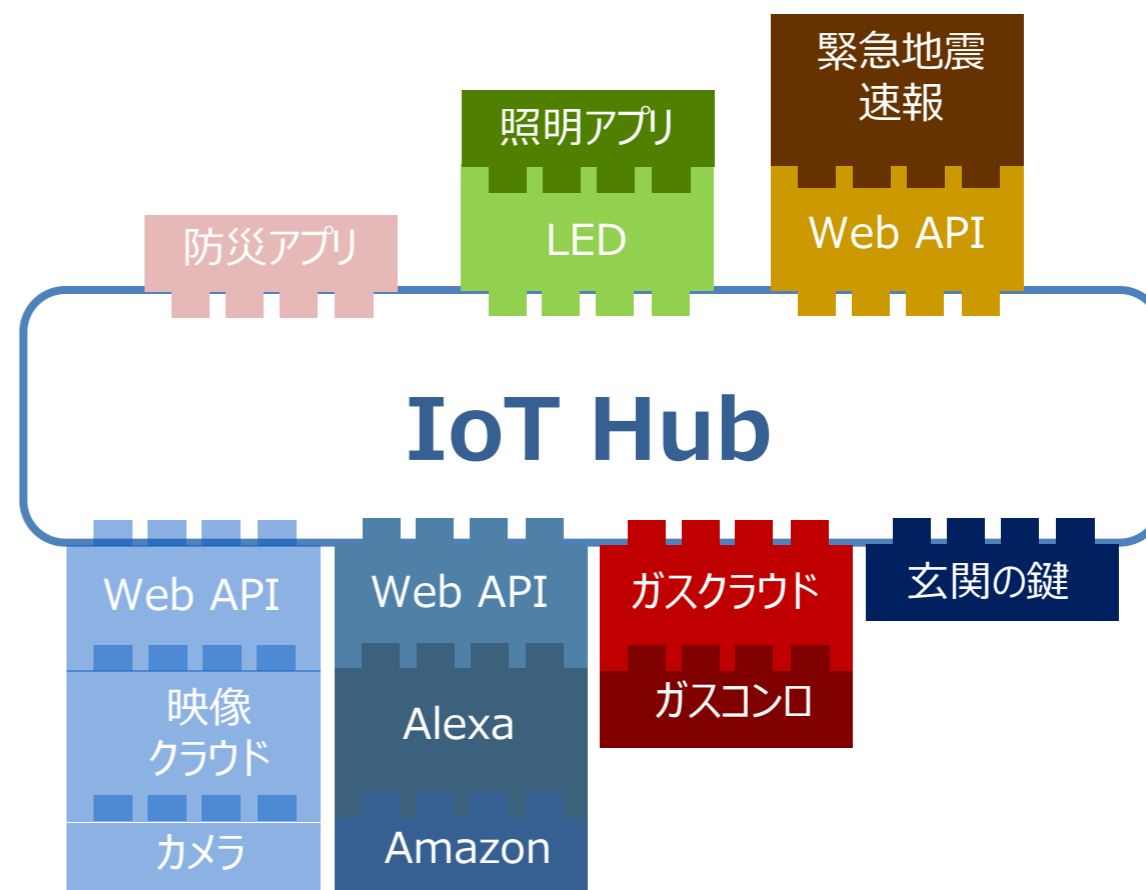 緊急地震
速報
照明アプリ
防災アプリ
LED
Web API
IoT Hub
Web API
Web API
ガスクラウド
玄関の鍵
映像
クラウド
Alexa
ガスコンロ
カメラ
Amazon